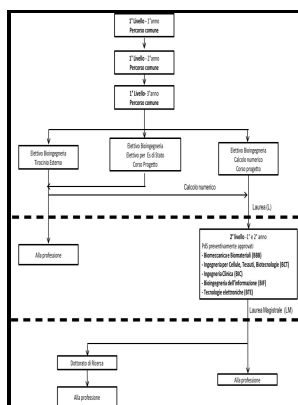 1° Livello- 1°anno
Percorso comune
1° Livello- 2°anno
Percorso comune
1° Livello- 3°anno
Percorso comune
Elettivo Bioingegneria
Tirocinio Esterno
Elettivo Bioingegneria
Elettivo per Es di Stato
Corso Progetto
Elettivo Bioingegneria
Calcolo numerico
Corso progetto
Calcolo numerico
Laurea (L)
Alla professione
2° livello -1° e 2° anno
PdS preventivamente approvati
- Biomeccanica e Biomateriali (BBB)
- Ingegneria per Cellule, Tessuti, Biotecnologie (BCT)
- Ingegneria Clinica (BIC)
- Bioingegneria dell'Informazione (BIF)
- Tecnologie elettroniche (BTE)
Laurea Magistrale (LM)
Dottorato di Ricerca
Alla professione
Alla professione